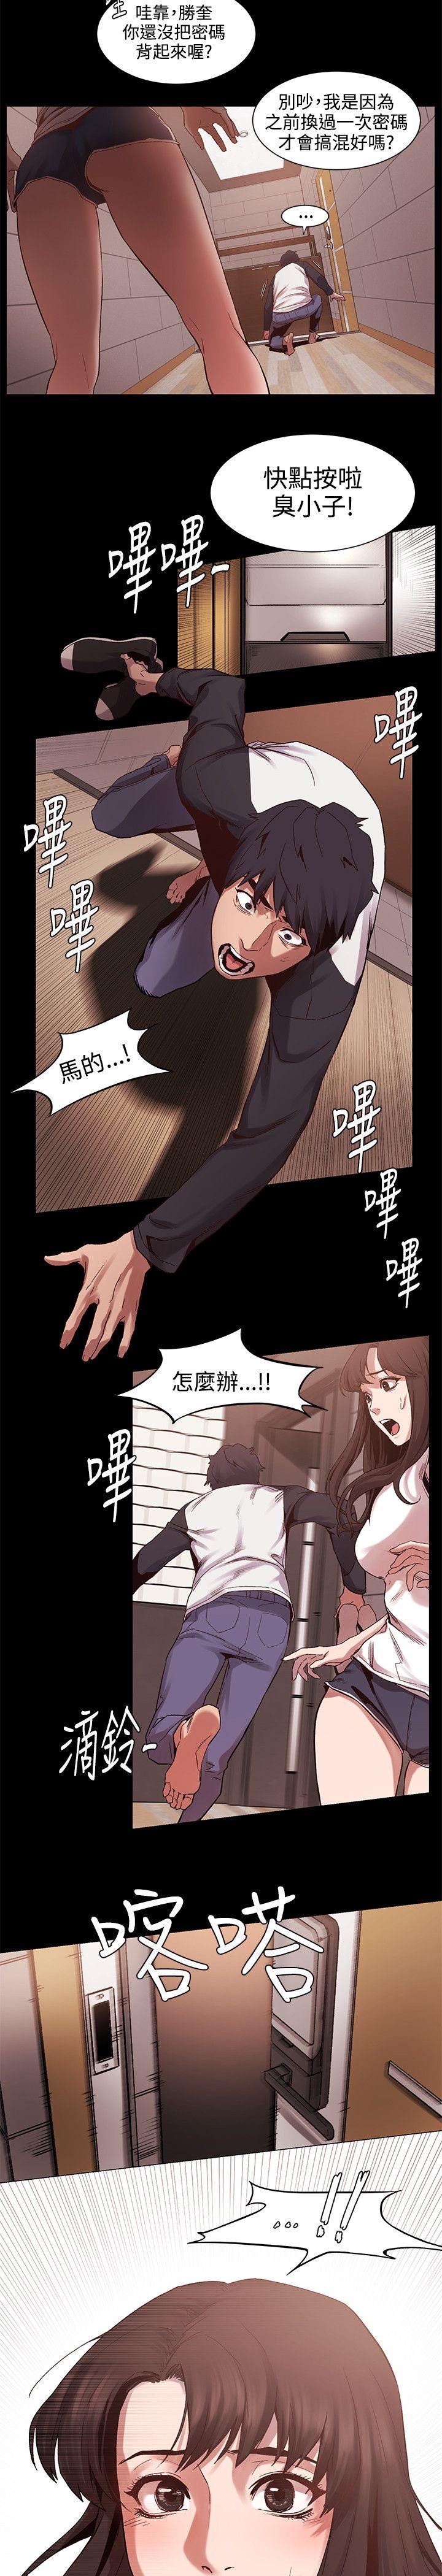 哇靠，勝奎
你還沒把密碼
背起來喔?
別吵，我是因為
之前換過一次密碼
才會搞混好嗎?
...
快點按啦
臭小子!
嗶嗶-
嗶
嗶
嗶
馬的...!
嗶
嗶
嗶
怎麼辦...!!
嗶
滴鈴-
喀嗒
...!!